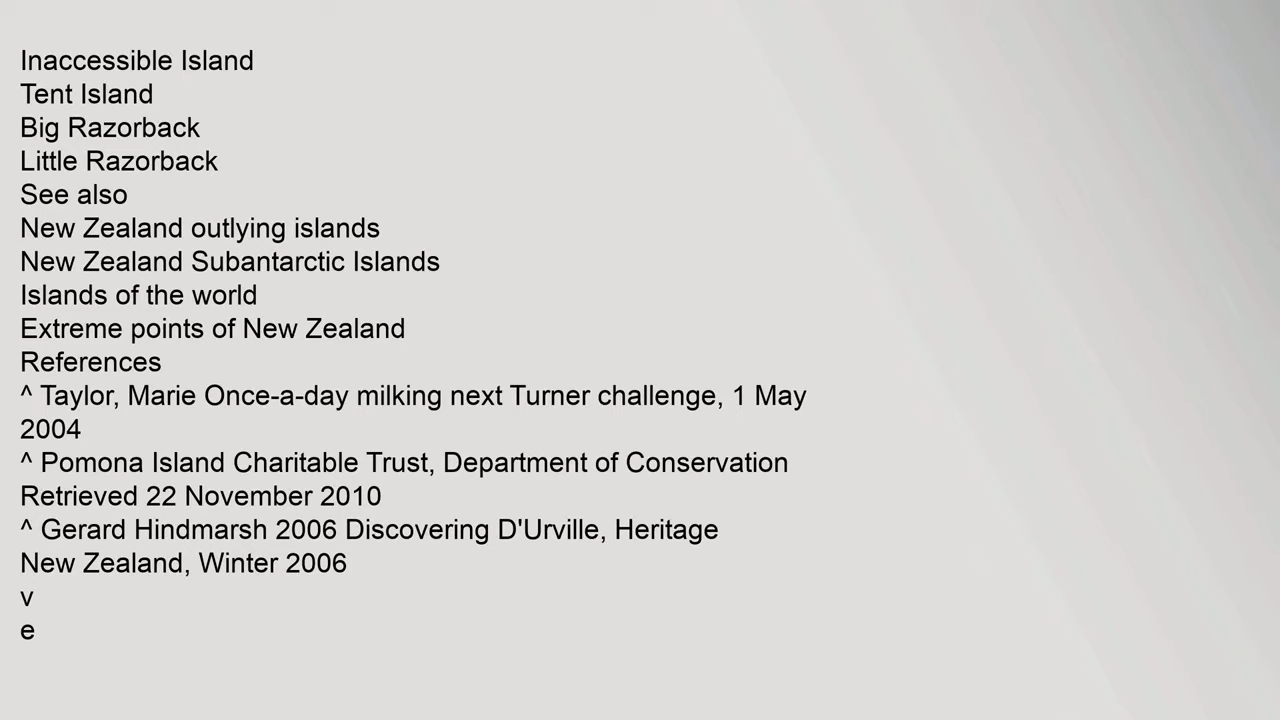 Inaccessible Island
Tent Island
Big Razorback
Little Razorback
See also
New Zealand outlying islands
New Zealand Subantarctic Islands
Islands of the world
Extreme points of New Zealand
References
^ Taylor, Marie Once-a-day milking next Turner challenge, 1 May
2004
^ Pomona Island Charitable Trust, Department of Conservation
Retrieved 22 November 2010
^ Gerard Hindmarsh 2006 Discovering D'Urville, Heritage
New Zealand, Winter 2006
v
e